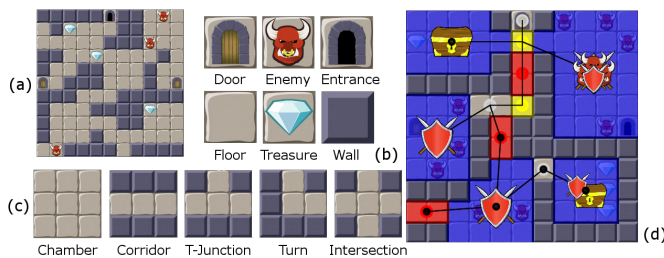 (a)
Door Enemy Entrance
Floor Treasure Wall
(b)
(c)
Chamber Corridor T-Junction Turn Intersection
(d)